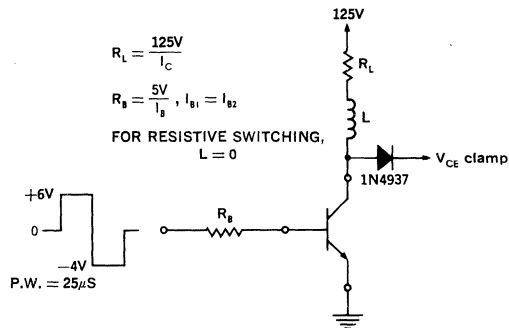 125V
R_L = 125V / I_C
R_L
R_B = 5V / I_B , I_B1 = I_B2
L
FOR RESISTIVE SWITCHING,
L = 0
V_CE clamp
1N4937
+6V
R_B
0
−4V
P.W. = 25μS